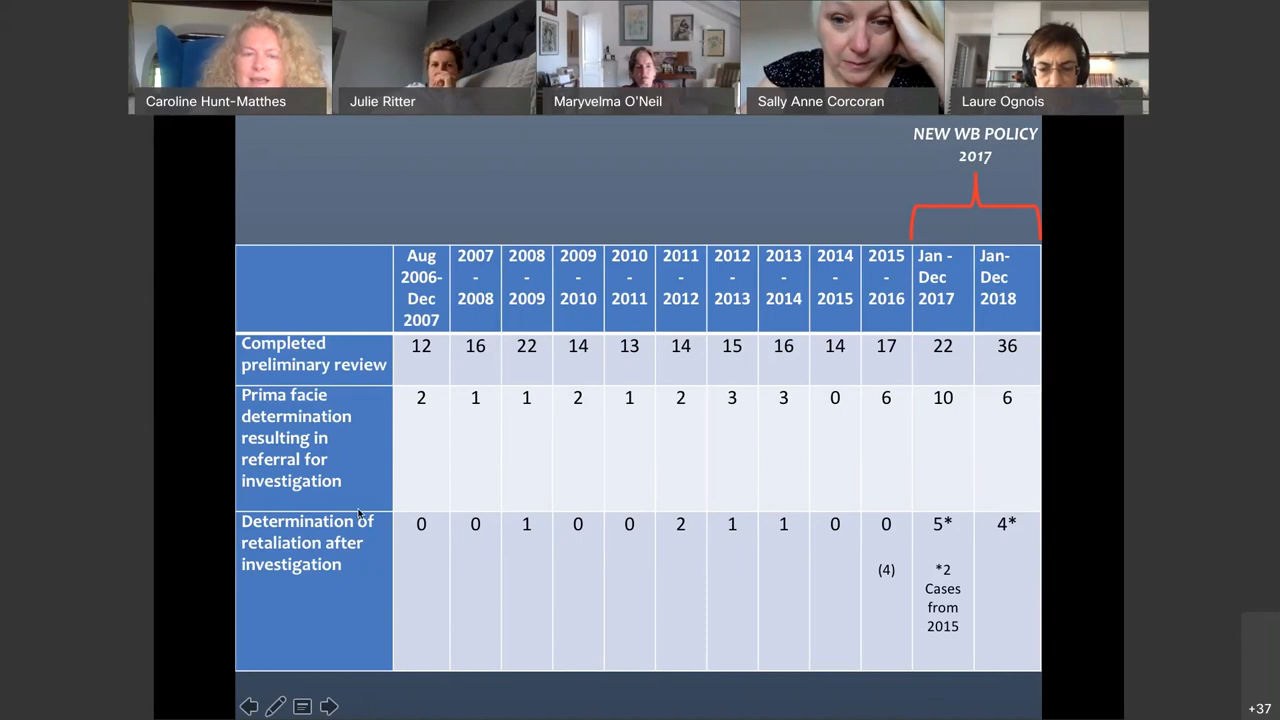 Caroline Hunt-Matthes
Julie Ritter
Maryvelma O'Neil
Sally Anne Corcoran
Laure Ognois
NEW WB POLICY
2017
Aug
2006-
Dec
2007
2007
-
2008
2008
-
2009
2009
-
2010
2010
-
2011
2011
-
2012
2012
-
2013
2013
-
2014
2014
-
2015
2015
-
2016
Jan -
Dec
2017
Jan-
Dec
2018
Completed
preliminary review
12 16 22 14 13 14 15 16 14 17 22 36
Prima facie
determination
resulting in
referral for
investigation
2 1 1 2 1 2 3 3 0 6 10 6
Determination of
retaliation after
investigation
0 0 1 0 0 2 1 1 0 0 5* 4*
(4)
*2
Cases
from
2015
+37